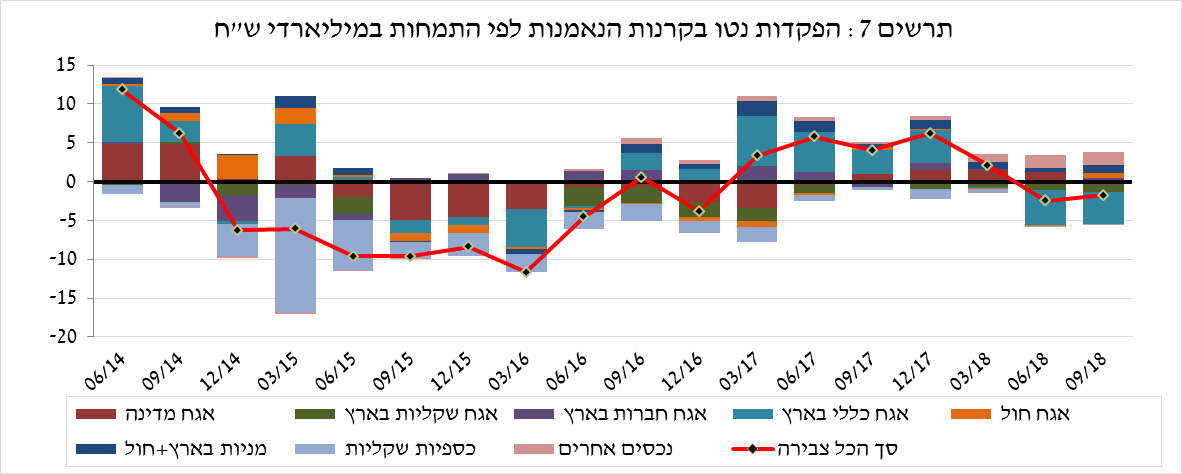 תרשים 7 : הפקדות נטו בקרנות הנאמנות לפי התמחות במיליארדי ש"ח
15
10
5
0
-5
-10
-15
-20
06/14 09/14 12/14 03/15 06/15 09/15 12/15 03/16 06/16 09/16 12/16 03/17 06/17 09/17 12/17 03/18 06/18 09/18
אגח מדינה אגח שקליות בארץ אגח חברות בארץ אגח כללי בארץ אגח חול
מניות בארץ+חול כספיות שקליות נכסים אחרים סך הכל צבירה